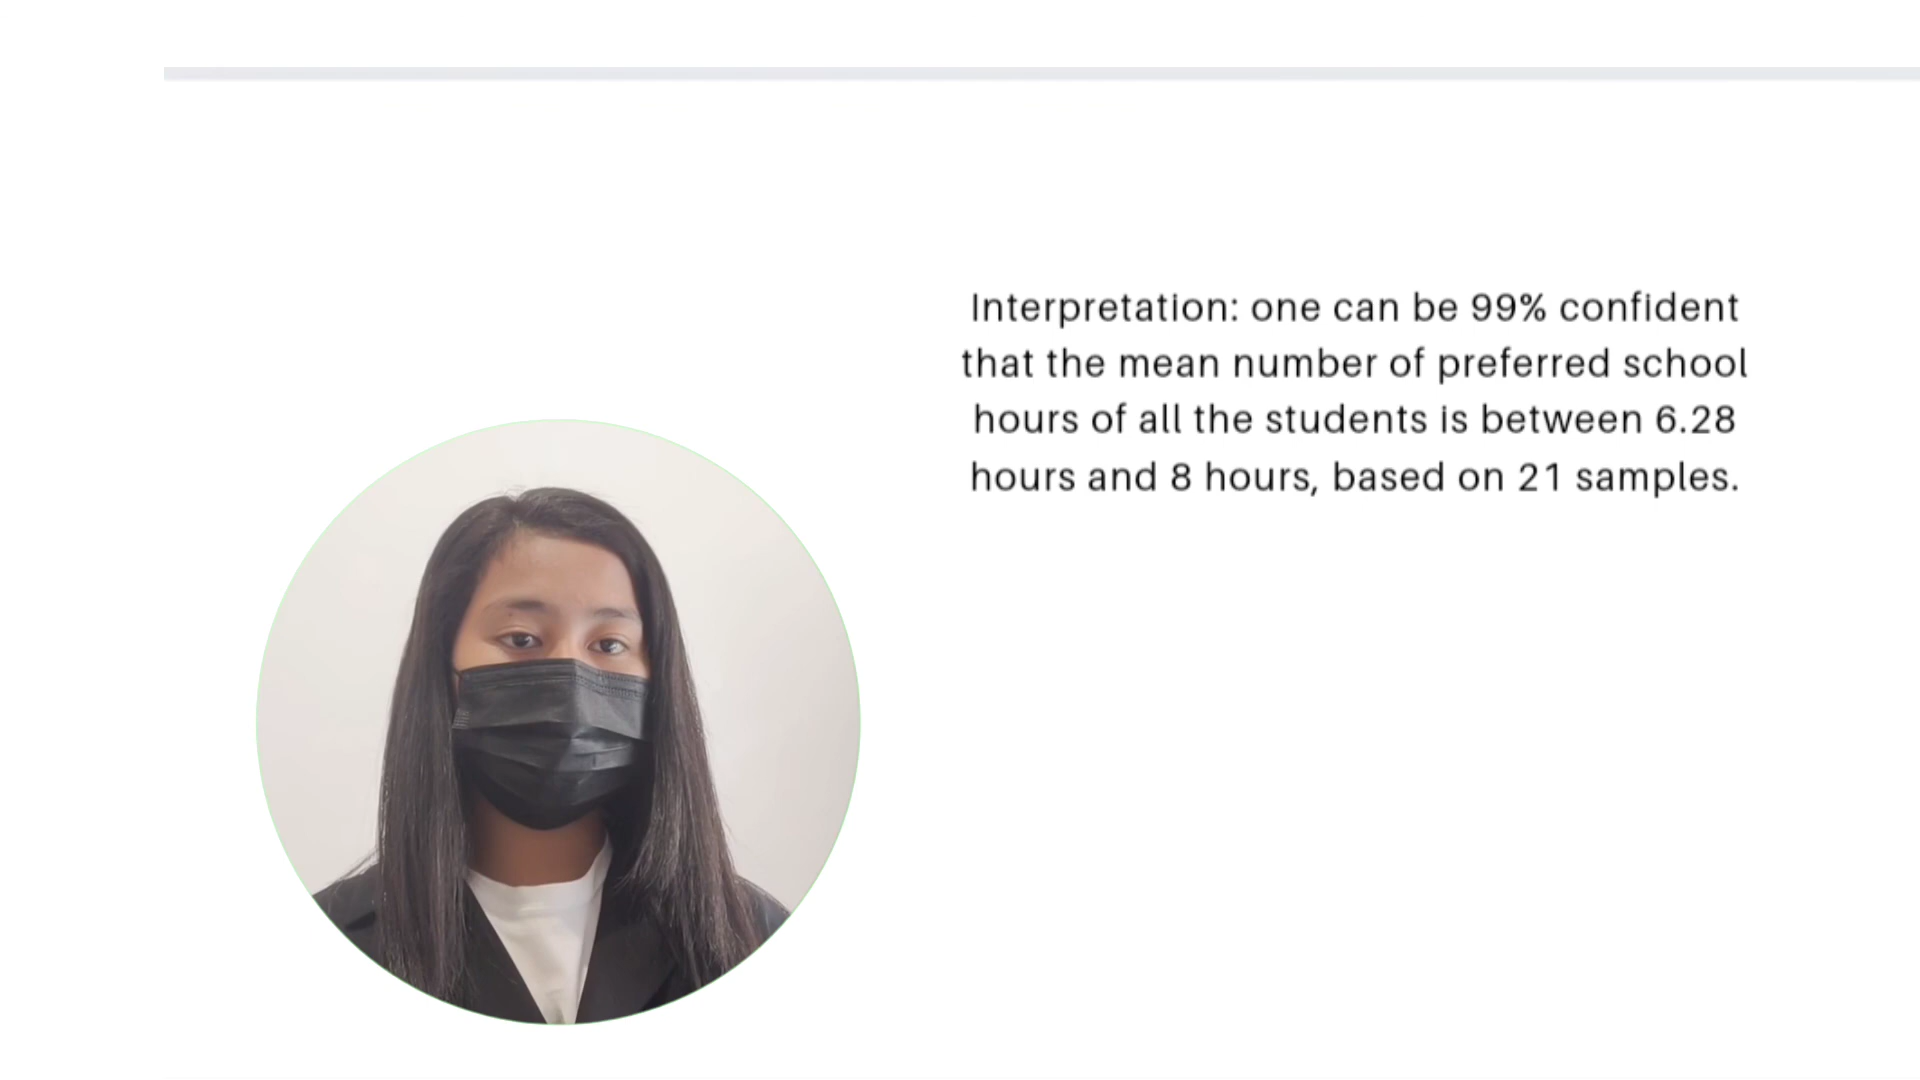 Interpretation: one can be 99% confident
that the mean number of preferred school
hours of all the students is between 6.28
hours and 8 hours, based on 21 samples.